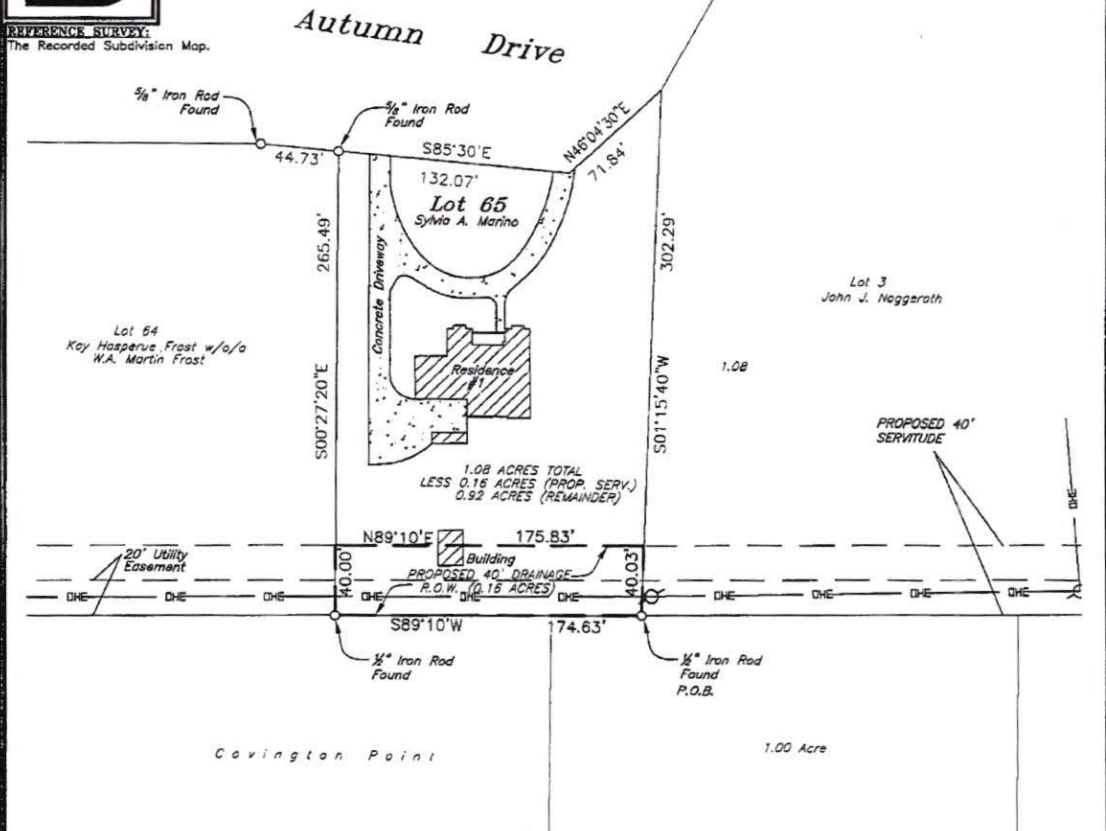 REFERENCE SURVEY:
The Recorded Subdivision Map.
Autumn Drive
5/8" Iron Rod
Found
5/8" Iron Rod
Found
44.73'
S85°30'E
132.07'
N46°04'30"E
71.84'
Lot 65
Sylvia A. Marino
265.49'
S00°27'20"E
Concrete Driveway
302.29'
S01°15'40"W
Lot 3
John J. Noggerath
1.08
Lot 64
Kay Hasperue Frost w/o/o
W.A. Martin Frost
Residence
#1
PROPOSED 40'
SERVITUDE
1.08 ACRES TOTAL
LESS 0.16 ACRES (PROP. SERV.)
0.92 ACRES (REMAINDER)
OHE
N89°10'E 175.83'
20' Utility
Easement
Building
PROPOSED 40' DRAINAGE
R.O.W. (0.16 ACRES)
40.00'
40.03'
OHE OHE OHE OHE OHE OHE OHE OHE
S89°10'W 174.63'
1/2" Iron Rod
Found
1/2" Iron Rod
Found
P.O.B.
Covington Point
1.00 Acre